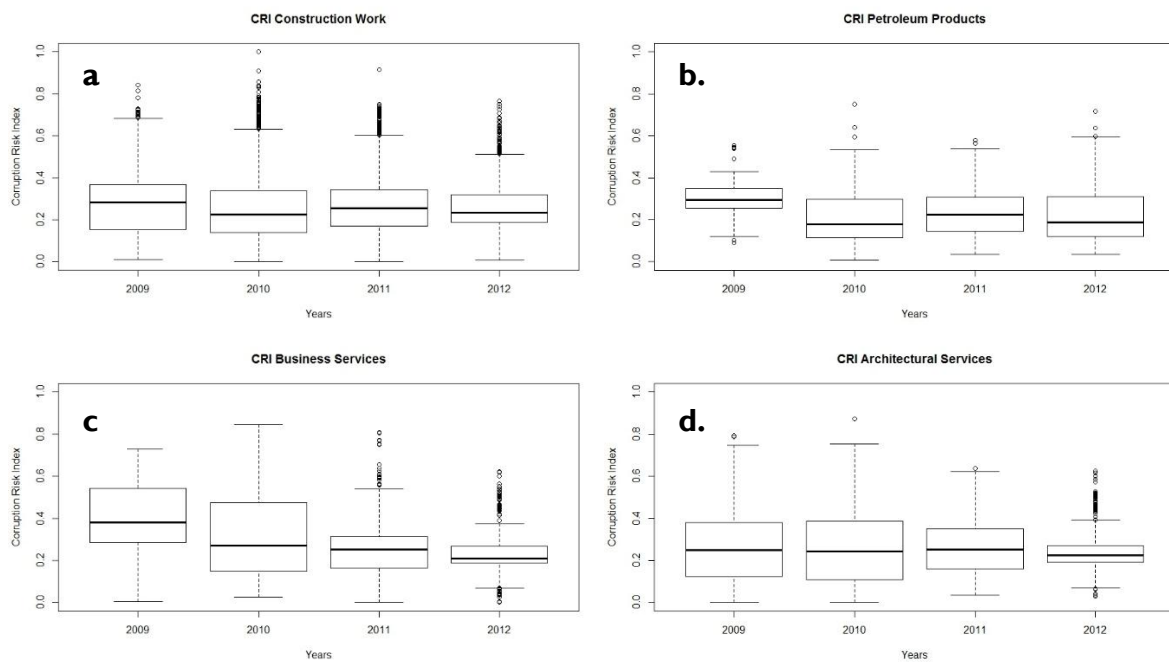 CRI Construction Work
a
Corruption Risk Index
0.0 0.2 0.4 0.6 0.8 1.0
2009 2010 2011 2012
Years
CRI Petroleum Products
b.
Corruption Risk Index
0.0 0.2 0.4 0.6 0.8 1.0
2009 2010 2011 2012
Years
CRI Business Services
c
Corruption Risk Index
0.0 0.2 0.4 0.6 0.8 1.0
2009 2010 2011 2012
Years
CRI Architectural Services
d.
Corruption Risk Index
0.0 0.2 0.4 0.6 0.8 1.0
2009 2010 2011 2012
Years